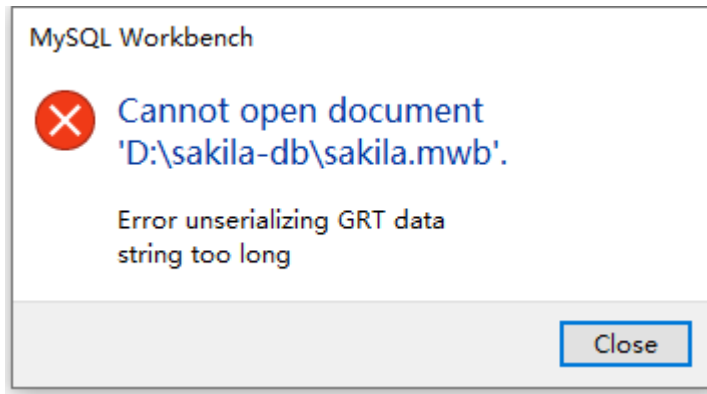 MySQL Workbench
Cannot open document
'D:\sakila-db\sakila.mwb'.
Error unserializing GRT data
string too long
Close